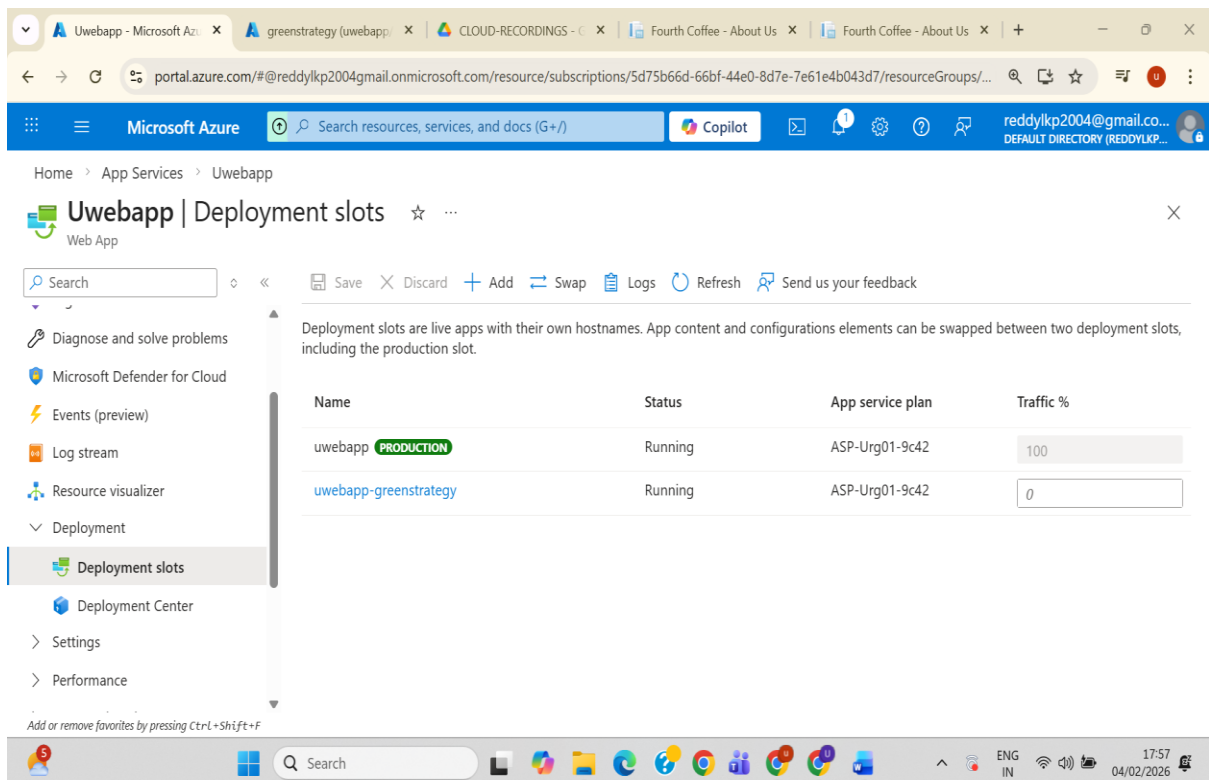 Uwebapp - Microsoft Azu
greenstrategy (uwebapp/
CLOUD-RECORDINGS - G
Fourth Coffee - About Us
Fourth Coffee - About Us
portal.azure.com/#@reddylkp2004gmail.onmicrosoft.com/resource/subscriptions/5d75b66d-66bf-44e0-8d7e-7e61e4b043d7/resourceGroups/...
u
Microsoft Azure
Search resources, services, and docs (G+/)
Copilot
1
reddylkp2004@gmail.co...
DEFAULT DIRECTORY (REDDYLKP...
Home > App Services > Uwebapp
Uwebapp | Deployment slots
Web App
Search
Save
Discard
Add
Swap
Logs
Refresh
Send us your feedback
Diagnose and solve problems
Microsoft Defender for Cloud
Events (preview)
Log stream
Resource visualizer
Deployment
Deployment slots
Deployment Center
Settings
Performance
Add or remove favorites by pressing Ctrl+Shift+F
Deployment slots are live apps with their own hostnames. App content and configurations elements can be swapped between two deployment slots,
including the production slot.
Name Status App service plan Traffic %
uwebapp PRODUCTION Running ASP-Urg01-9c42 100
uwebapp-greenstrategy Running ASP-Urg01-9c42 0
5
Search
ENG
IN
17:57
04/02/2026